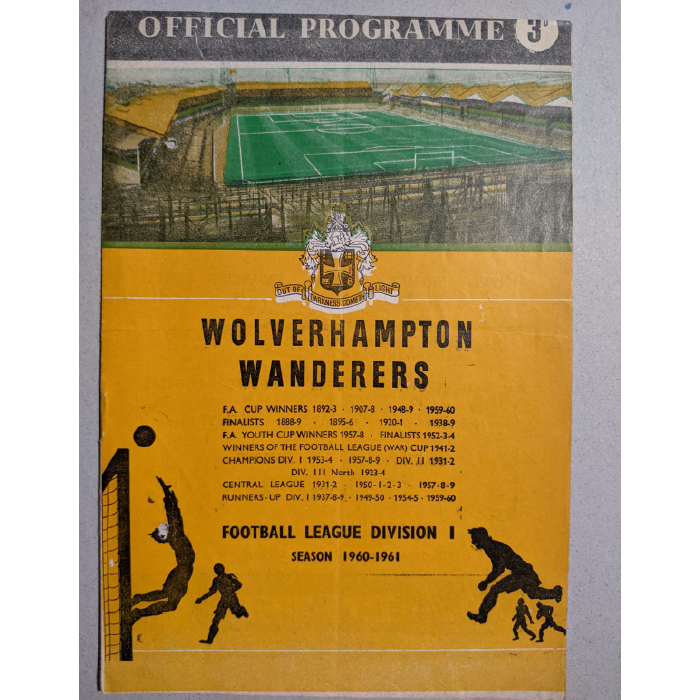 OFFICIAL PROGRAMME 3D
OUT OF DARKNESS COMETH LIGHT
WOLVERHAMPTON
WANDERERS
F.A. CUP WINNERS 1892-3 · 1907-8 · 1948-9 · 1959-60
FINALISTS 1888-9 · 1895-6 · 1920-1 · 1938-9
F.A. YOUTH CUP WINNERS 1957-8 · FINALISTS 1952-3-4
WINNERS OF THE FOOTBALL LEAGUE (WAR) CUP 1941-2
CHAMPIONS DIV. I 1953-4 · 1957-8-9 · DIV. II 1931-2
DIV. III North 1923-4
CENTRAL LEAGUE 1931-2 · 1950-1-2-3 · 1957-8-9
RUNNERS-UP DIV. I 1937-8-9 · 1949-50 · 1954-5 · 1959-60
FOOTBALL LEAGUE DIVISION I
SEASON 1960-1961